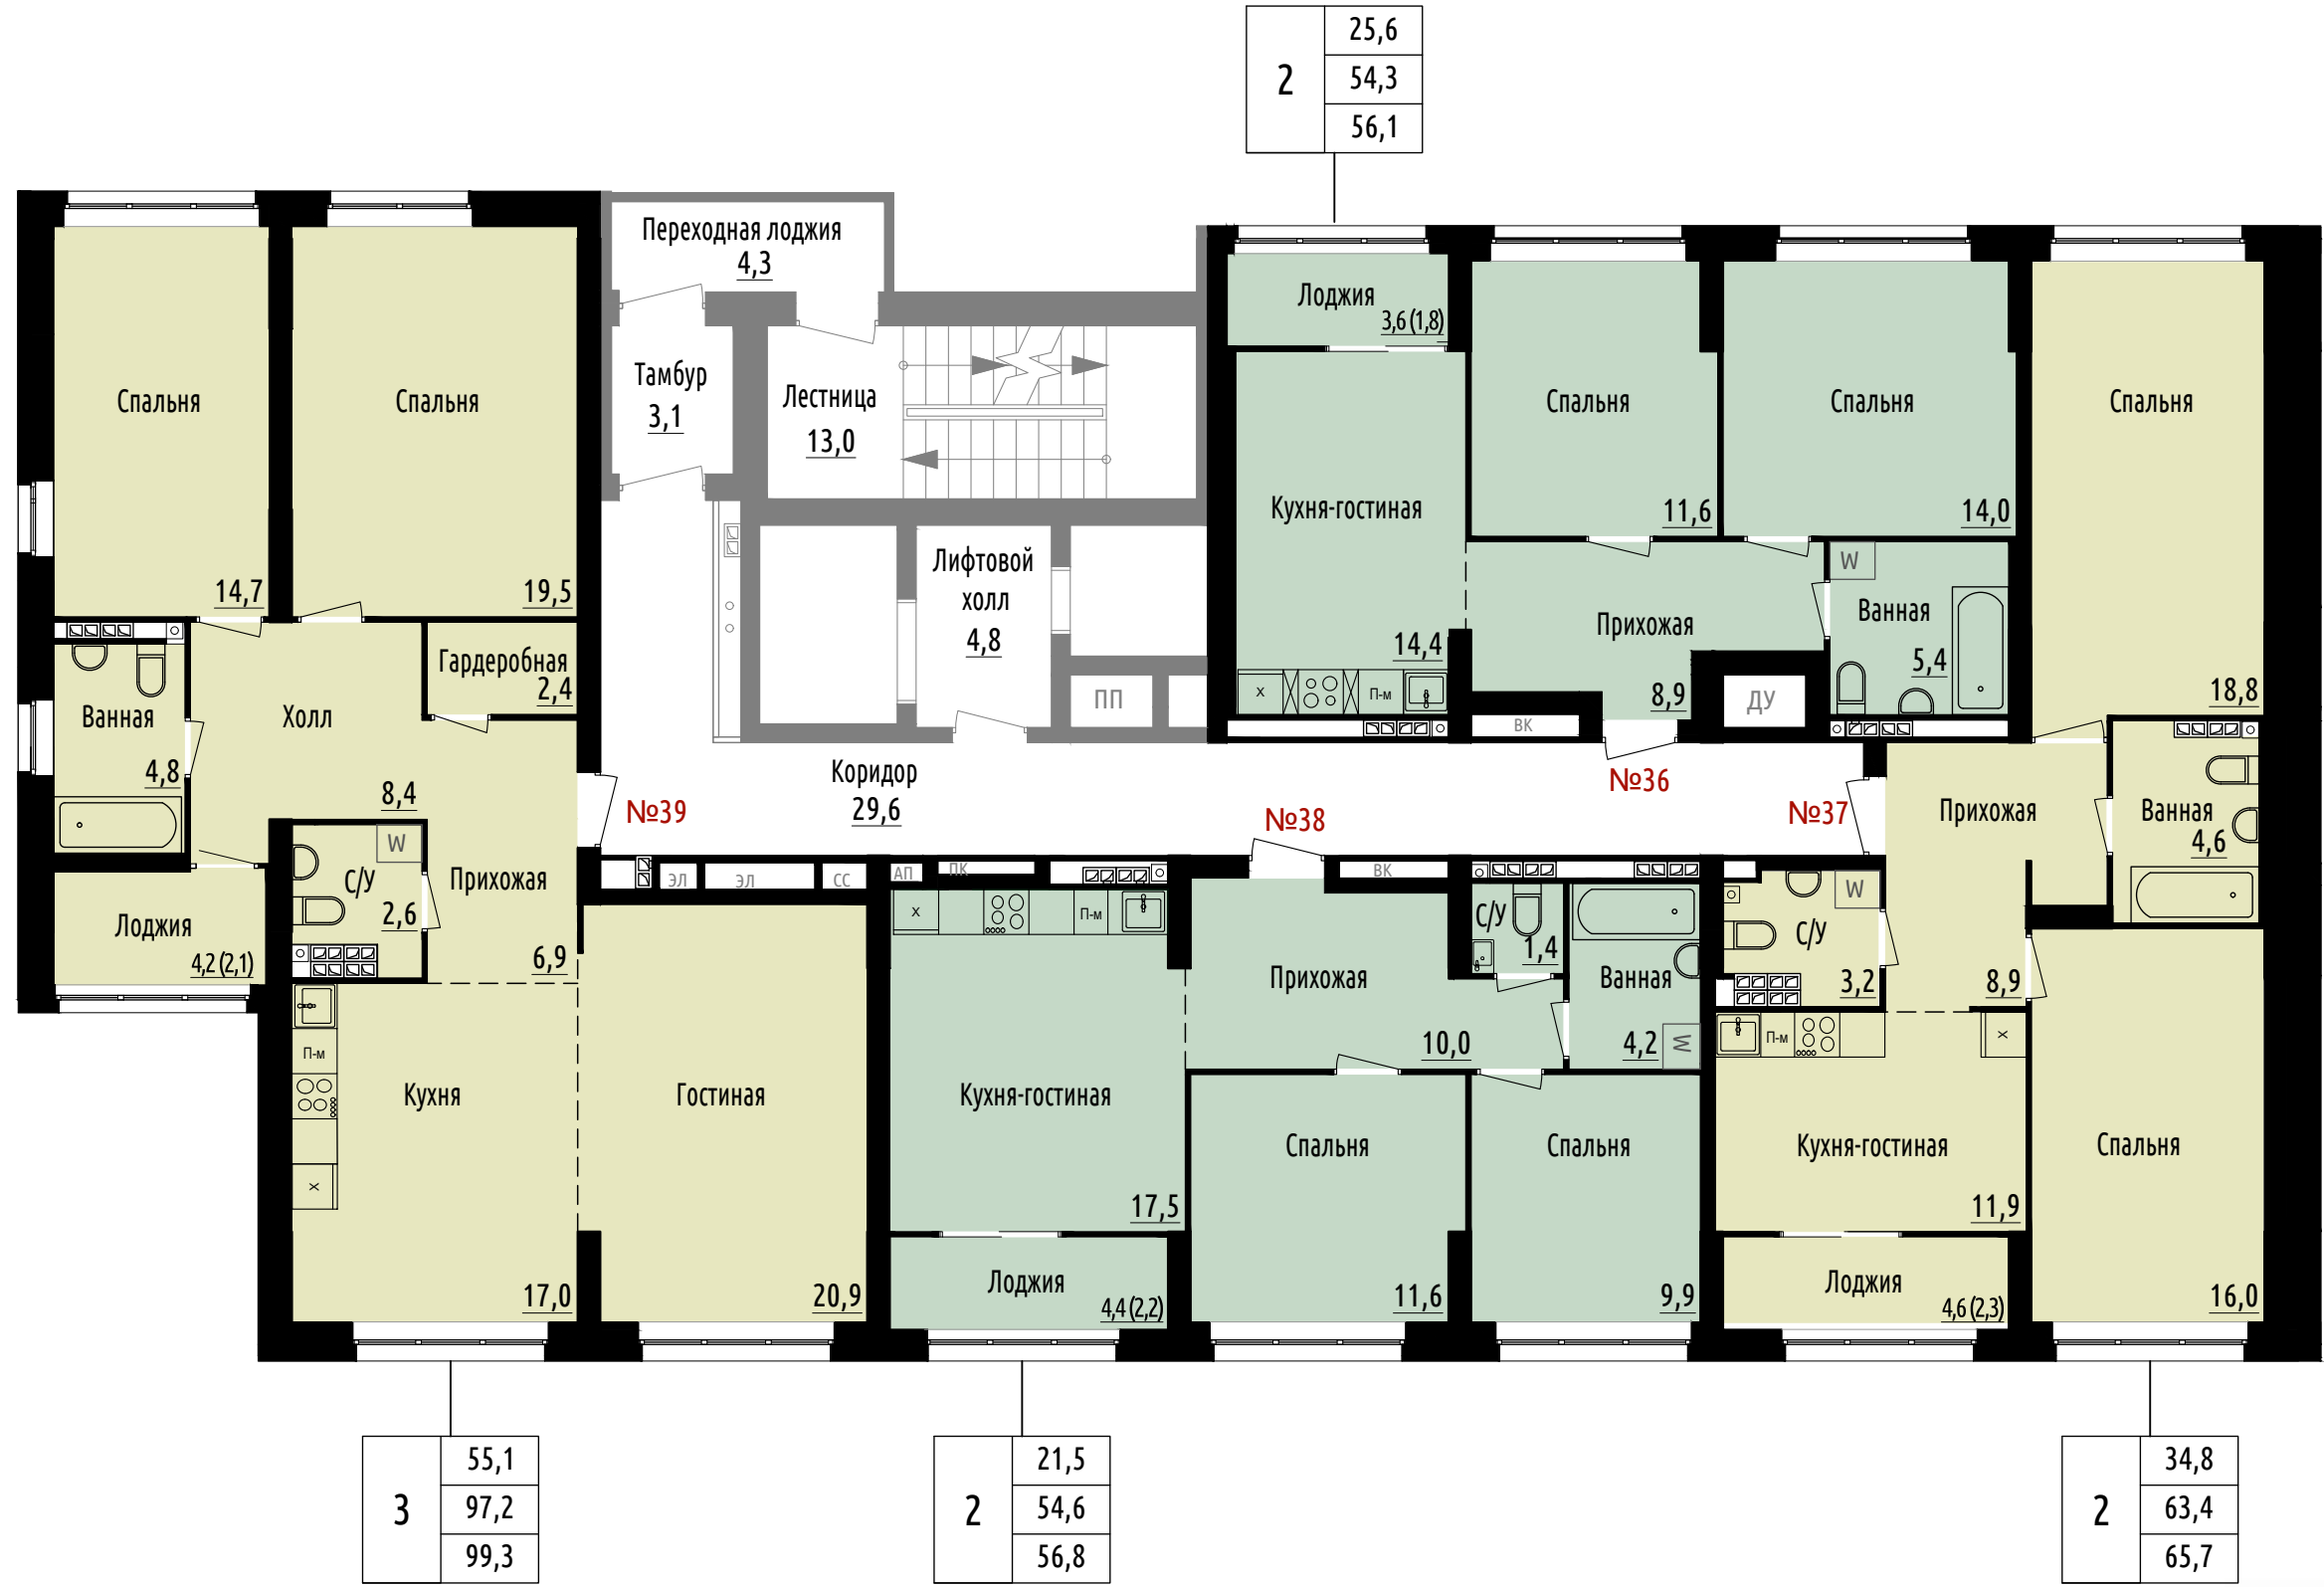 25,6
2
54,3
56,1
Переходная лоджия
4,3
Лоджия
3,6 (1,8)
Тамбур
3,1
Лестница
13,0
Спальня
14,7
Спальня
19,5
Кухня-гостиная
14,4
Х
П-м
Спальня
11,6
Спальня
14,0
Спальня
18,8
Лифтовой
холл
4,8
ПП
Прихожая
8,9
W
Ванная
5,4
ДУ
ВК
Гардеробная
2,4
Ванная
4,8
Холл
8,4
Коридор
29,6
№39
№38
№36
№37
Прихожая
8,9
Ванная
4,6
W
С/У
2,6
Прихожая
6,9
ЭЛ
ЭЛ
СС
АП
ПК
ВК
Лоджия
4,2 (2,1)
Х
П-м
Прихожая
10,0
С/У
1,4
Ванная
4,2
W
W
С/У
3,2
П-м
Кухня
17,0
Х
Гостиная
20,9
Кухня-гостиная
17,5
Лоджия
4,4 (2,2)
Спальня
11,6
Спальня
9,9
П-м
Х
Кухня-гостиная
11,9
Лоджия
4,6 (2,3)
Спальня
16,0
55,1
3
97,2
99,3
21,5
2
54,6
56,8
34,8
2
63,4
65,7